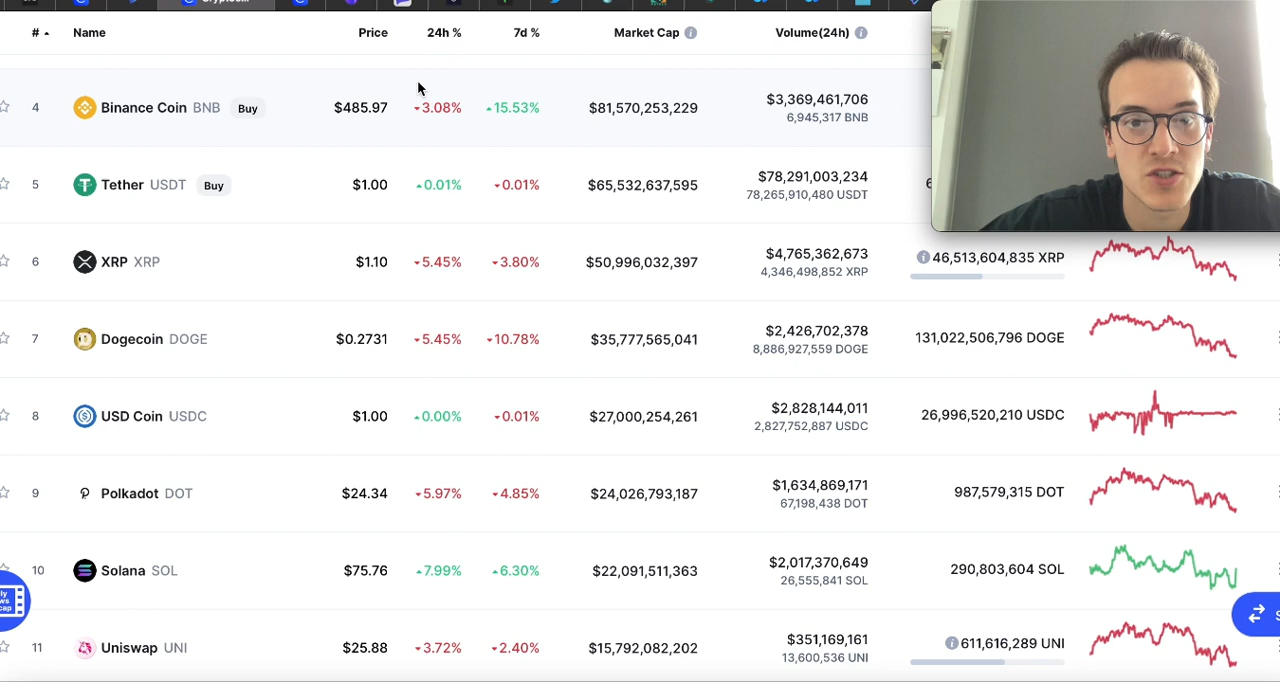 # Name Price 24h % 7d % Market Cap Volume(24h)
4 Binance Coin BNB Buy $485.97 3.08% 15.53% $81,570,253,229 $3,369,461,706
6,945,317 BNB
5 Tether USDT Buy $1.00 0.01% 0.01% $65,532,637,595 $78,291,003,234
78,265,910,480 USDT
6 XRP XRP $1.10 5.45% 3.80% $50,996,032,397 $4,765,362,673 46,513,604,835 XRP
4,346,498,852 XRP
7 Dogecoin DOGE $0.2731 5.45% 10.78% $35,777,565,041 $2,426,702,378 131,022,506,796 DOGE
8,886,927,559 DOGE
8 USD Coin USDC $1.00 0.00% 0.01% $27,000,254,261 $2,828,144,011 26,996,520,210 USDC
2,827,752,887 USDC
9 Polkadot DOT $24.34 5.97% 4.85% $24,026,793,187 $1,634,869,171 987,579,315 DOT
67,198,438 DOT
10 Solana SOL $75.76 7.99% 6.30% $22,091,511,363 $2,017,370,649 290,803,604 SOL
26,555,841 SOL
11 Uniswap UNI $25.88 3.72% 2.40% $15,792,082,202 $351,169,161 611,616,289 UNI
13,600,536 UNI